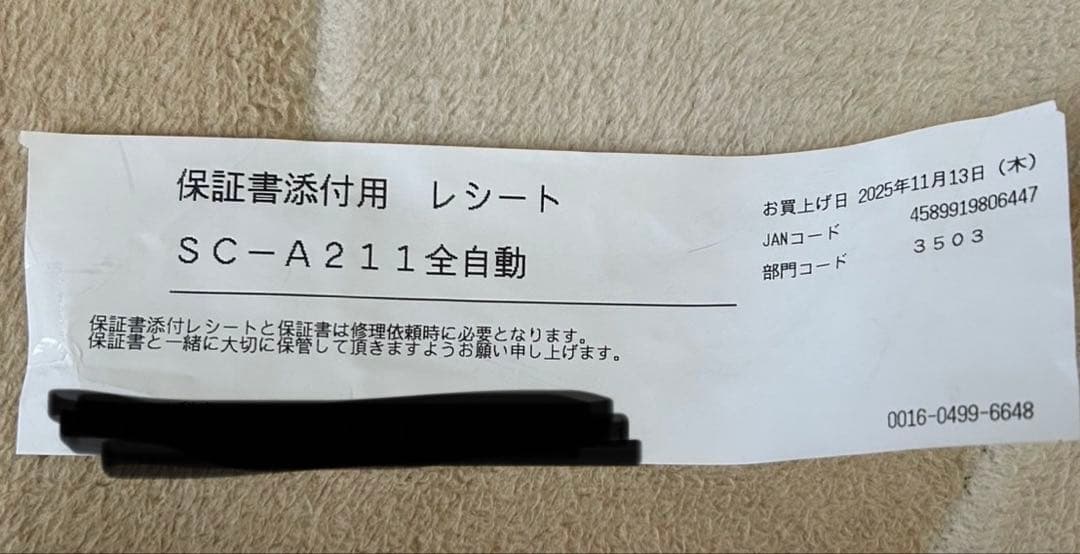 保証書添付用　レシート
ＳＣ－Ａ２１１全自動
保証書添付レシートと保証書は修理依頼時に必要となります。
保証書と一緒に大切に保管して頂きますようお願い申し上げます。
お買上げ日 2025年11月13日（木）
JANコード 4589919806447
部門コード ３５０３
0016-0499-6648